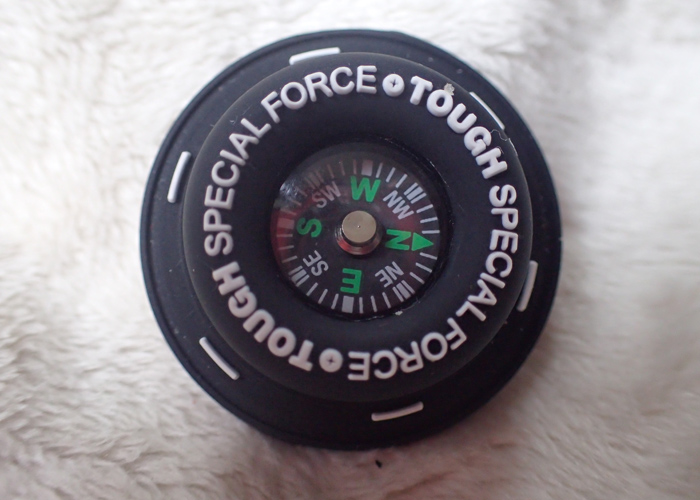 TOUGH SPECIAL FORCE
TOUGH SPECIAL FORCE
N
NE
E
SE
S
SW
W
NW